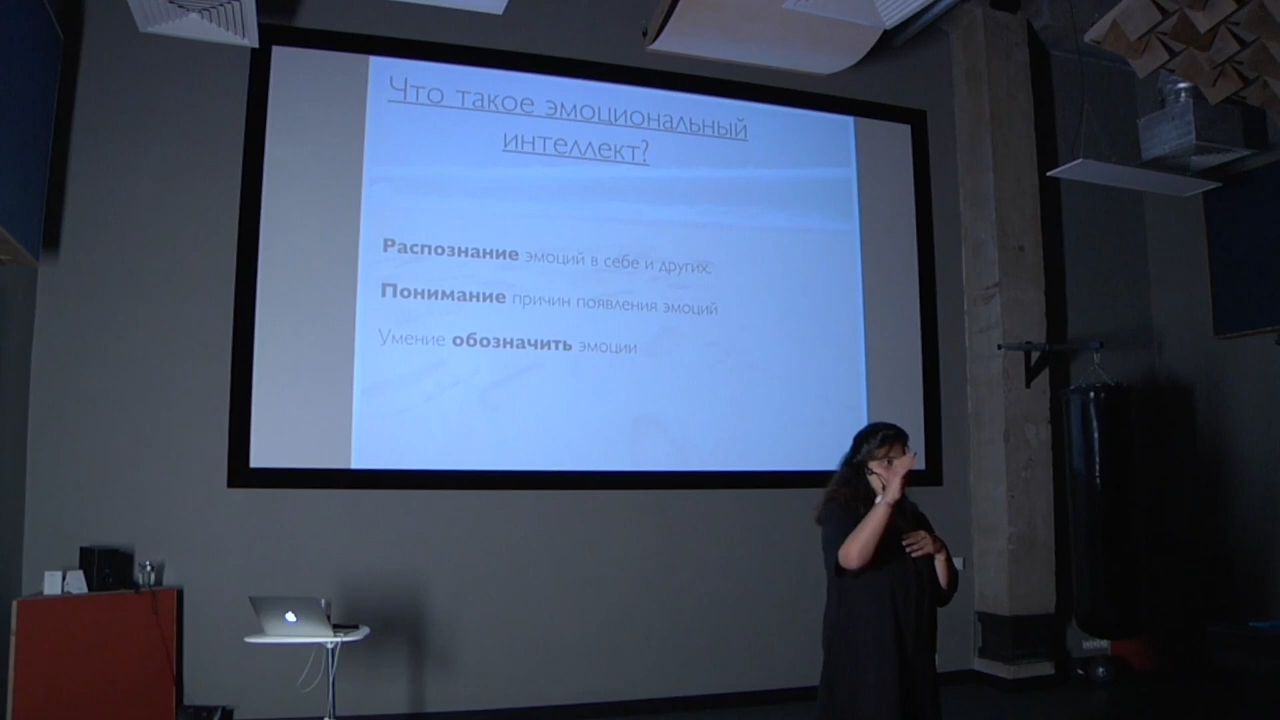 Что такое эмоциональный
интеллект?
Распознание эмоций в себе и других.
Понимание причин появления эмоций
Умение обозначить эмоции